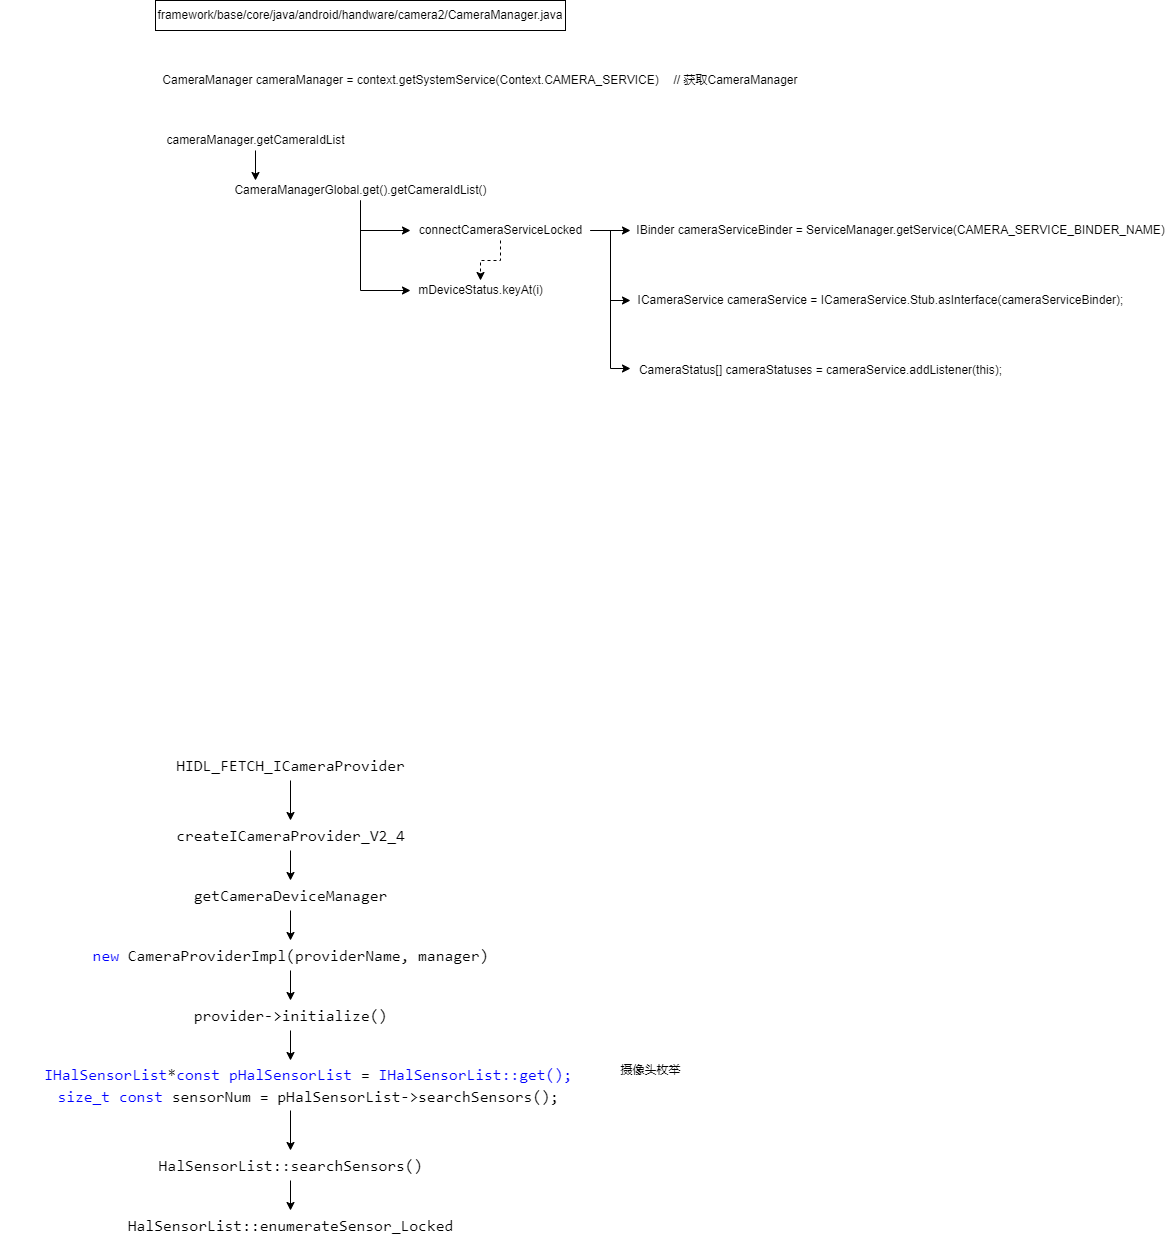 framework/base/core/java/android/handware/camera2/CameraManager.java
CameraManager cameraManager = context.getSystemService(Context.CAMERA_SERVICE)    // 获取CameraManager
cameraManager.getCameraIdList
CameraManagerGlobal.get().getCameraIdList()
connectCameraServiceLocked
IBinder cameraServiceBinder = ServiceManager.getService(CAMERA_SERVICE_BINDER_NAME)
mDeviceStatus.keyAt(i)
ICameraService cameraService = ICameraService.Stub.asInterface(cameraServiceBinder);
CameraStatus[] cameraStatuses = cameraService.addListener(this);
HIDL_FETCH_ICameraProvider
createICameraProvider_V2_4
getCameraDeviceManager
new CameraProviderImpl(providerName, manager)
provider->initialize()
IHalSensorList*const pHalSensorList = IHalSensorList::get();
摄像头枚举
size_t const sensorNum = pHalSensorList->searchSensors();
HalSensorList::searchSensors()
HalSensorList::enumerateSensor_Locked